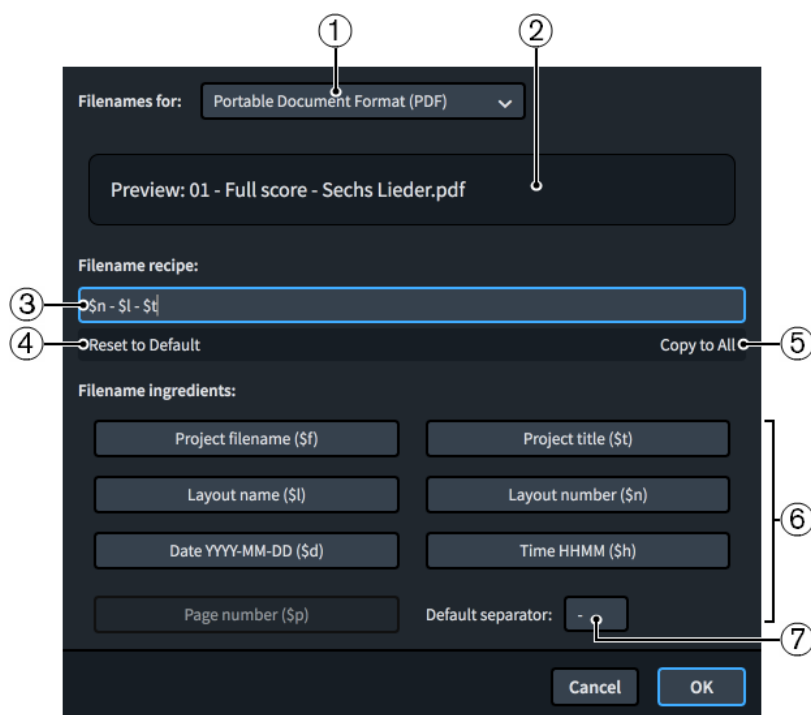 ① ②
Filenames for: Portable Document Format (PDF)
Preview: 01 - Full score - Sechs Lieder.pdf
Filename recipe:
③ $n - $l - $t
④ Reset to Default Copy to All ⑤
Filename ingredients:
Project filename ($f) Project title ($t)
Layout name ($l) Layout number ($n)
⑥
Date YYYY-MM-DD ($d) Time HHMM ($h)
Page number ($p) Default separator: -
⑦
Cancel OK